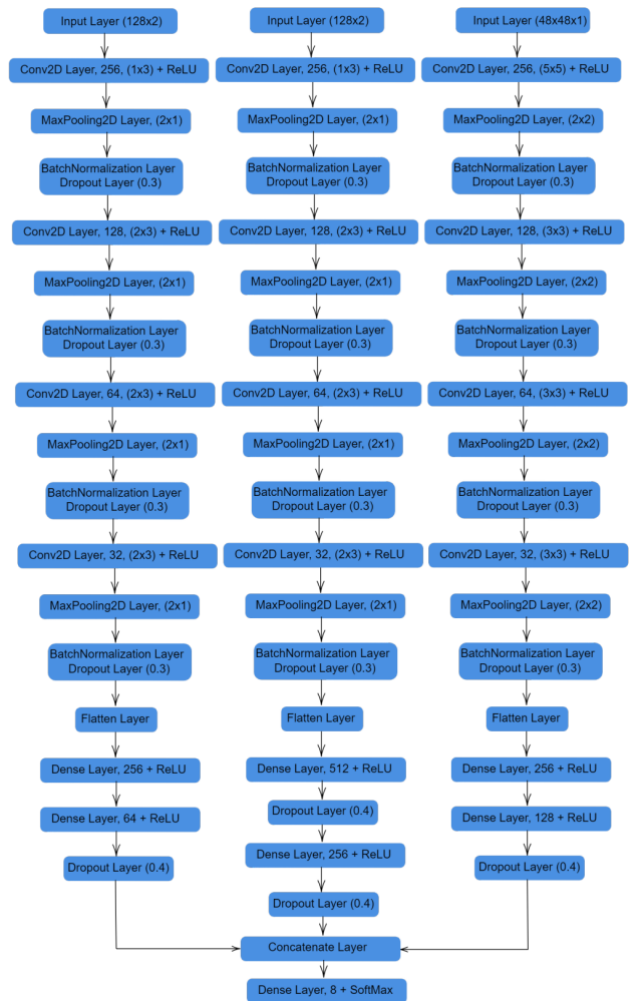 Input Layer (128x2)
Conv2D Layer, 256, (1x3) + ReLU
MaxPooling2D Layer, (2x1)
BatchNormalization Layer
Dropout Layer (0.3)
Conv2D Layer, 128, (2x3) + ReLU
MaxPooling2D Layer, (2x1)
BatchNormalization Layer
Dropout Layer (0.3)
Conv2D Layer, 64, (2x3) + ReLU
MaxPooling2D Layer, (2x1)
BatchNormalization Layer
Dropout Layer (0.3)
Conv2D Layer, 32, (2x3) + ReLU
MaxPooling2D Layer, (2x1)
BatchNormalization Layer
Dropout Layer (0.3)
Flatten Layer
Dense Layer, 256 + ReLU
Dense Layer, 64 + ReLU
Dropout Layer (0.4)
Input Layer (128x2)
Conv2D Layer, 256, (1x3) + ReLU
MaxPooling2D Layer, (2x1)
BatchNormalization Layer
Dropout Layer (0.3)
Conv2D Layer, 128, (2x3) + ReLU
MaxPooling2D Layer, (2x1)
BatchNormalization Layer
Dropout Layer (0.3)
Conv2D Layer, 64, (2x3) + ReLU
MaxPooling2D Layer, (2x1)
BatchNormalization Layer
Dropout Layer (0.3)
Conv2D Layer, 32, (2x3) + ReLU
MaxPooling2D Layer, (2x1)
BatchNormalization Layer
Dropout Layer (0.3)
Flatten Layer
Dense Layer, 512 + ReLU
Dropout Layer (0.4)
Dense Layer, 256 + ReLU
Dropout Layer (0.4)
Input Layer (48x48x1)
Conv2D Layer, 256, (5x5) + ReLU
MaxPooling2D Layer, (2x2)
BatchNormalization Layer
Dropout Layer (0.3)
Conv2D Layer, 128, (3x3) + ReLU
MaxPooling2D Layer, (2x2)
BatchNormalization Layer
Dropout Layer (0.3)
Conv2D Layer, 64, (3x3) + ReLU
MaxPooling2D Layer, (2x2)
BatchNormalization Layer
Dropout Layer (0.3)
Conv2D Layer, 32, (3x3) + ReLU
MaxPooling2D Layer, (2x2)
BatchNormalization Layer
Dropout Layer (0.3)
Flatten Layer
Dense Layer, 256 + ReLU
Dense Layer, 128 + ReLU
Dropout Layer (0.4)
Concatenate Layer
Dense Layer, 8 + SoftMax